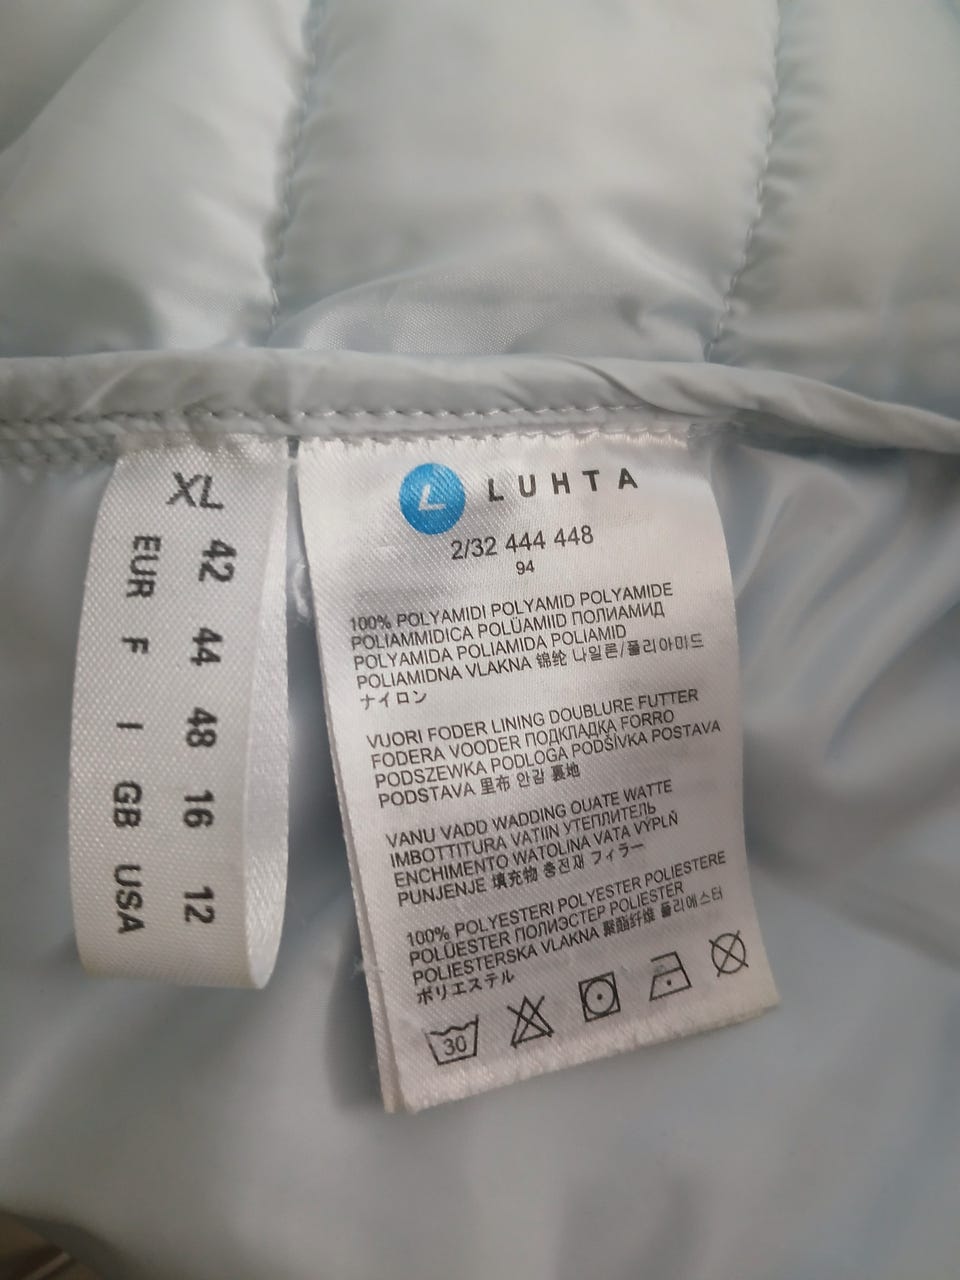 XL
EUR 42
F 44
I 48
GB 16
USA 12
L LUHTA
2/32 444 448
94
100% POLYAMIDI POLYAMID POLYAMIDE
POLIAMMIDICA POLÜAMIID ПОЛИАМИД
POLYAMIDA POLIAMIDA POLIAMID
POLIAMIDNA VLAKNA 锦纶 나일론/폴리아미드
ナイロン
VUORI FODER LINING DOUBLURE FUTTER
FODERA VOODER ПОДКЛАДКА FORRO
PODSZEWKA PODLOGA PODŠÍVKA POSTAVA
PODSTAVA 里布 안감 裏地
VANU VADD WADDING OUATE WATTE
IMBOTTITURA VATIIN УТЕПЛИТЕЛЬ
ENCHIMENTO WATOLINA VATA VÝPLŇ
PUNJENJE 填充物 충전재 フィラー
100% POLYESTERI POLYESTER POLIESTERE
POLÜESTER ПОЛИЭСТЕР POLIESTER
POLIESTERSKA VLAKNA 聚酯纤维 폴리에스터
ポリエステル
30